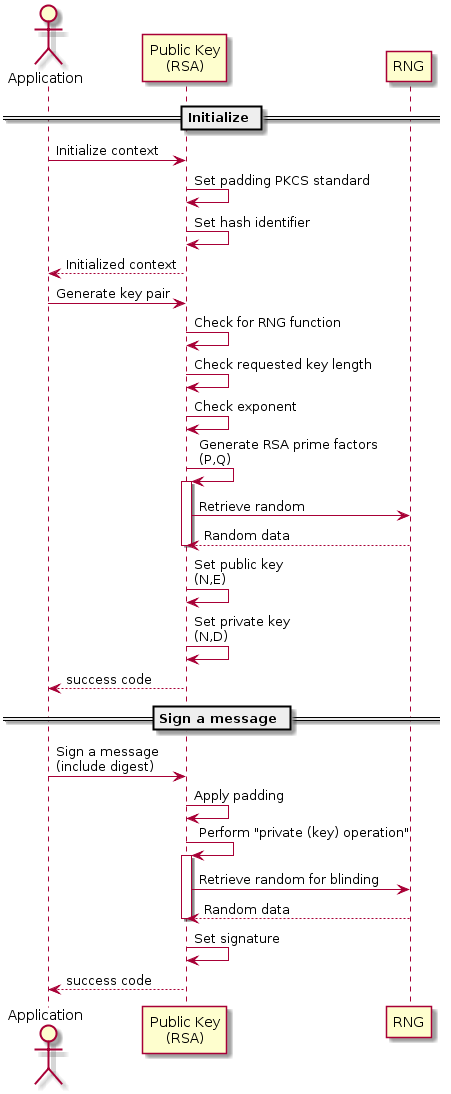 Application
Public Key
(RSA)
RNG
Initialize
Initialize context
Set padding PKCS standard
Set hash identifier
Initialized context
Generate key pair
Check for RNG function
Check requested key length
Check exponent
Generate RSA prime factors
(P,Q)
Retrieve random
Random data
Set public key
(N,E)
Set private key
(N,D)
success code
Sign a message
Sign a message
(include digest)
Apply padding
Perform "private (key) operation"
Retrieve random for blinding
Random data
Set signature
success code
Application
Public Key
(RSA)
RNG